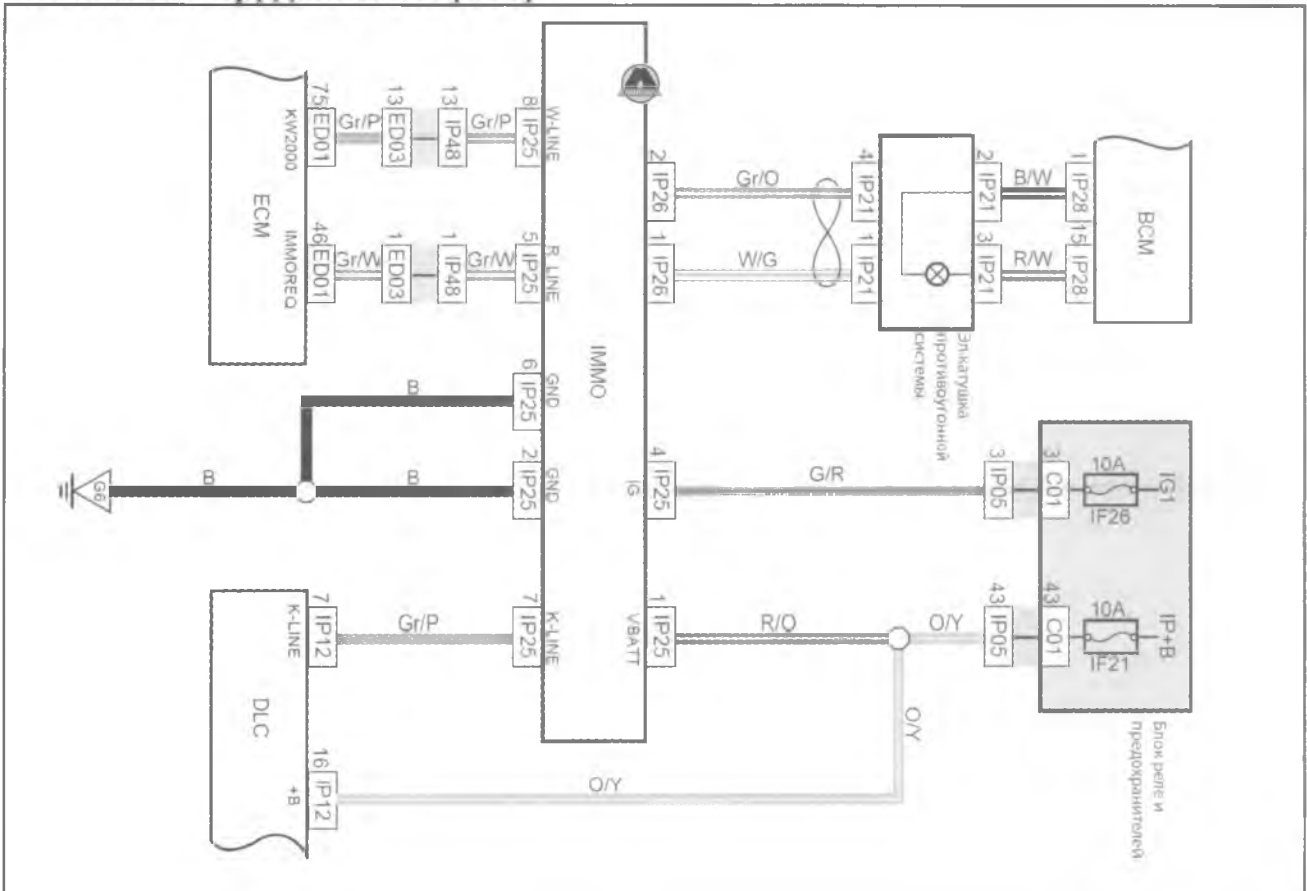 75 ED01
KW2000
Gr/P
13 ED03
13 IP48
Gr/P
8 IP25
W-LINE
ECM
46 ED01
IMMOREQ
Gr/W
1 ED03
1 IP48
Gr/W
5 IP25
R_LINE
IMMO
6 IP25
GND
B
2 IP25
GND
B
B
G6
7 IP12
K-LINE
Gr/P
7 IP25
K-LINE
DLC
16 IP12
+B
O/Y
2 IP26
Gr/O
4 IP21
1 IP26
W/G
1 IP21
2 IP21
B/W
1 IP28
3 IP21
R/W
15 IP28
BCM
Эл.катушка
противоугонной
системы
4 IP25
IG
G/R
3 IP05
3 C01
10A
IF26
IG1
1 IP25
VBATT
R/O
O/Y
43 IP05
43 C01
10A
IF21
IP+B
O/Y
Блок реле и
предохранителей